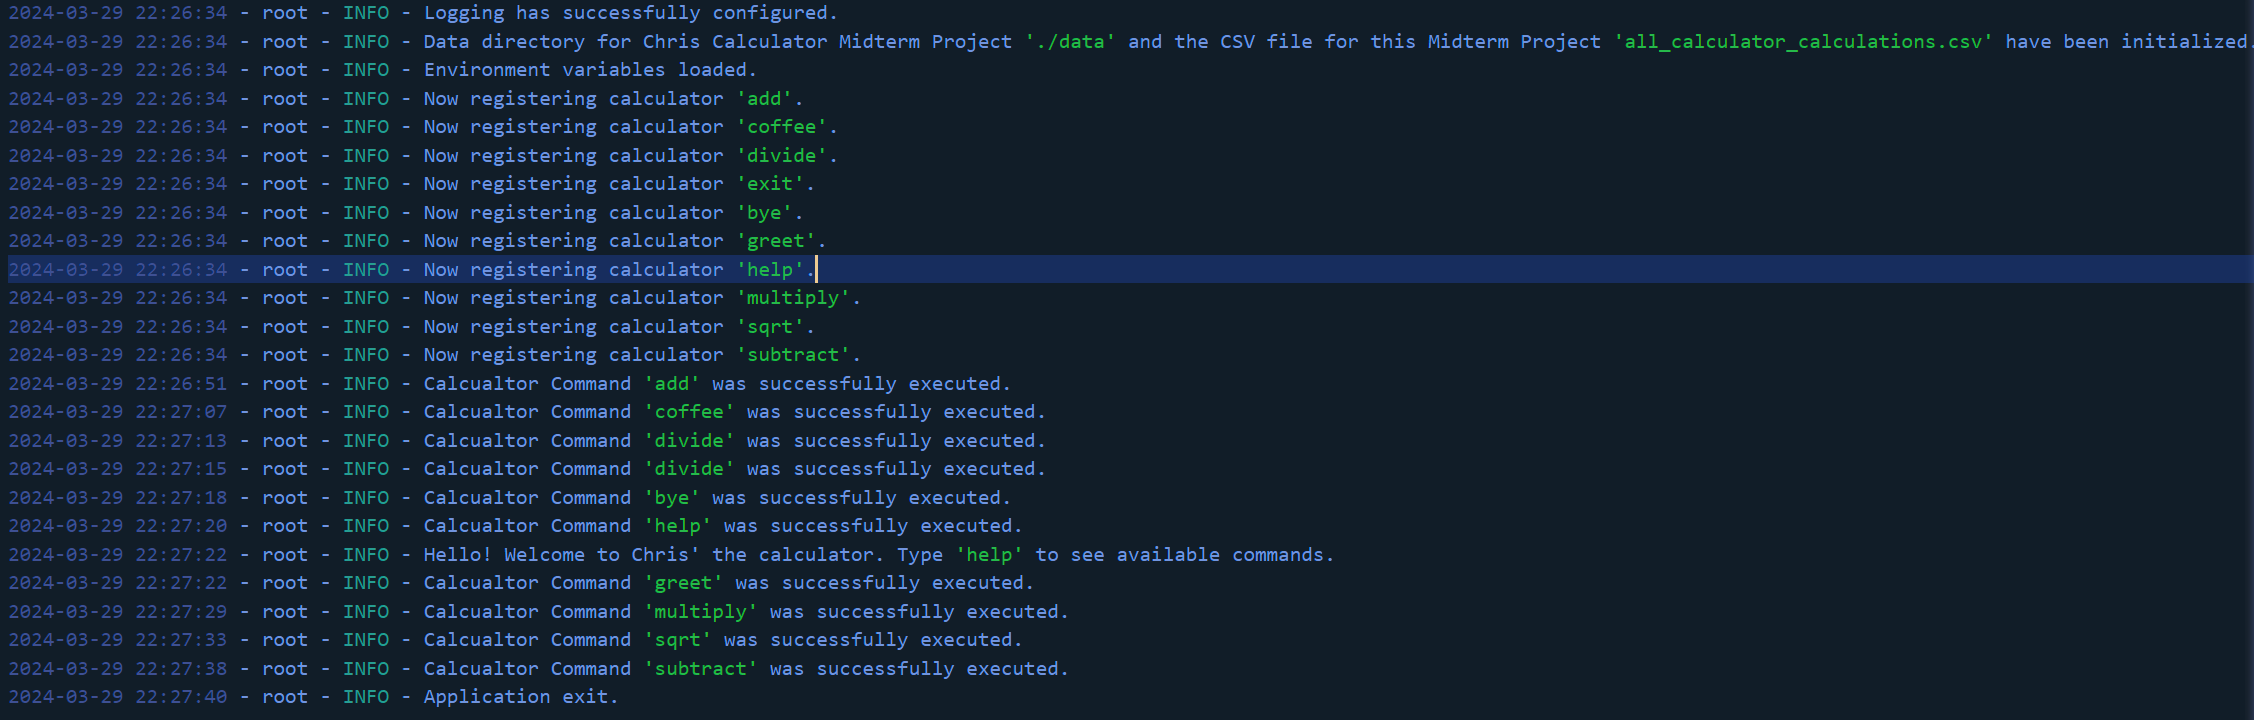 2024-03-29 22:26:34 - root - INFO - Logging has successfully configured.
2024-03-29 22:26:34 - root - INFO - Data directory for Chris Calculator Midterm Project './data' and the CSV file for this Midterm Project 'all_calculator_calculations.csv' have been initialized.
2024-03-29 22:26:34 - root - INFO - Environment variables loaded.
2024-03-29 22:26:34 - root - INFO - Now registering calculator 'add'.
2024-03-29 22:26:34 - root - INFO - Now registering calculator 'coffee'.
2024-03-29 22:26:34 - root - INFO - Now registering calculator 'divide'.
2024-03-29 22:26:34 - root - INFO - Now registering calculator 'exit'.
2024-03-29 22:26:34 - root - INFO - Now registering calculator 'bye'.
2024-03-29 22:26:34 - root - INFO - Now registering calculator 'greet'.
2024-03-29 22:26:34 - root - INFO - Now registering calculator 'help'.
2024-03-29 22:26:34 - root - INFO - Now registering calculator 'multiply'.
2024-03-29 22:26:34 - root - INFO - Now registering calculator 'sqrt'.
2024-03-29 22:26:34 - root - INFO - Now registering calculator 'subtract'.
2024-03-29 22:26:51 - root - INFO - Calcualtor Command 'add' was successfully executed.
2024-03-29 22:27:07 - root - INFO - Calcualtor Command 'coffee' was successfully executed.
2024-03-29 22:27:13 - root - INFO - Calcualtor Command 'divide' was successfully executed.
2024-03-29 22:27:15 - root - INFO - Calcualtor Command 'divide' was successfully executed.
2024-03-29 22:27:18 - root - INFO - Calcualtor Command 'bye' was successfully executed.
2024-03-29 22:27:20 - root - INFO - Calcualtor Command 'help' was successfully executed.
2024-03-29 22:27:22 - root - INFO - Hello! Welcome to Chris' the calculator. Type 'help' to see available commands.
2024-03-29 22:27:22 - root - INFO - Calcualtor Command 'greet' was successfully executed.
2024-03-29 22:27:29 - root - INFO - Calcualtor Command 'multiply' was successfully executed.
2024-03-29 22:27:33 - root - INFO - Calcualtor Command 'sqrt' was successfully executed.
2024-03-29 22:27:38 - root - INFO - Calcualtor Command 'subtract' was successfully executed.
2024-03-29 22:27:40 - root - INFO - Application exit.